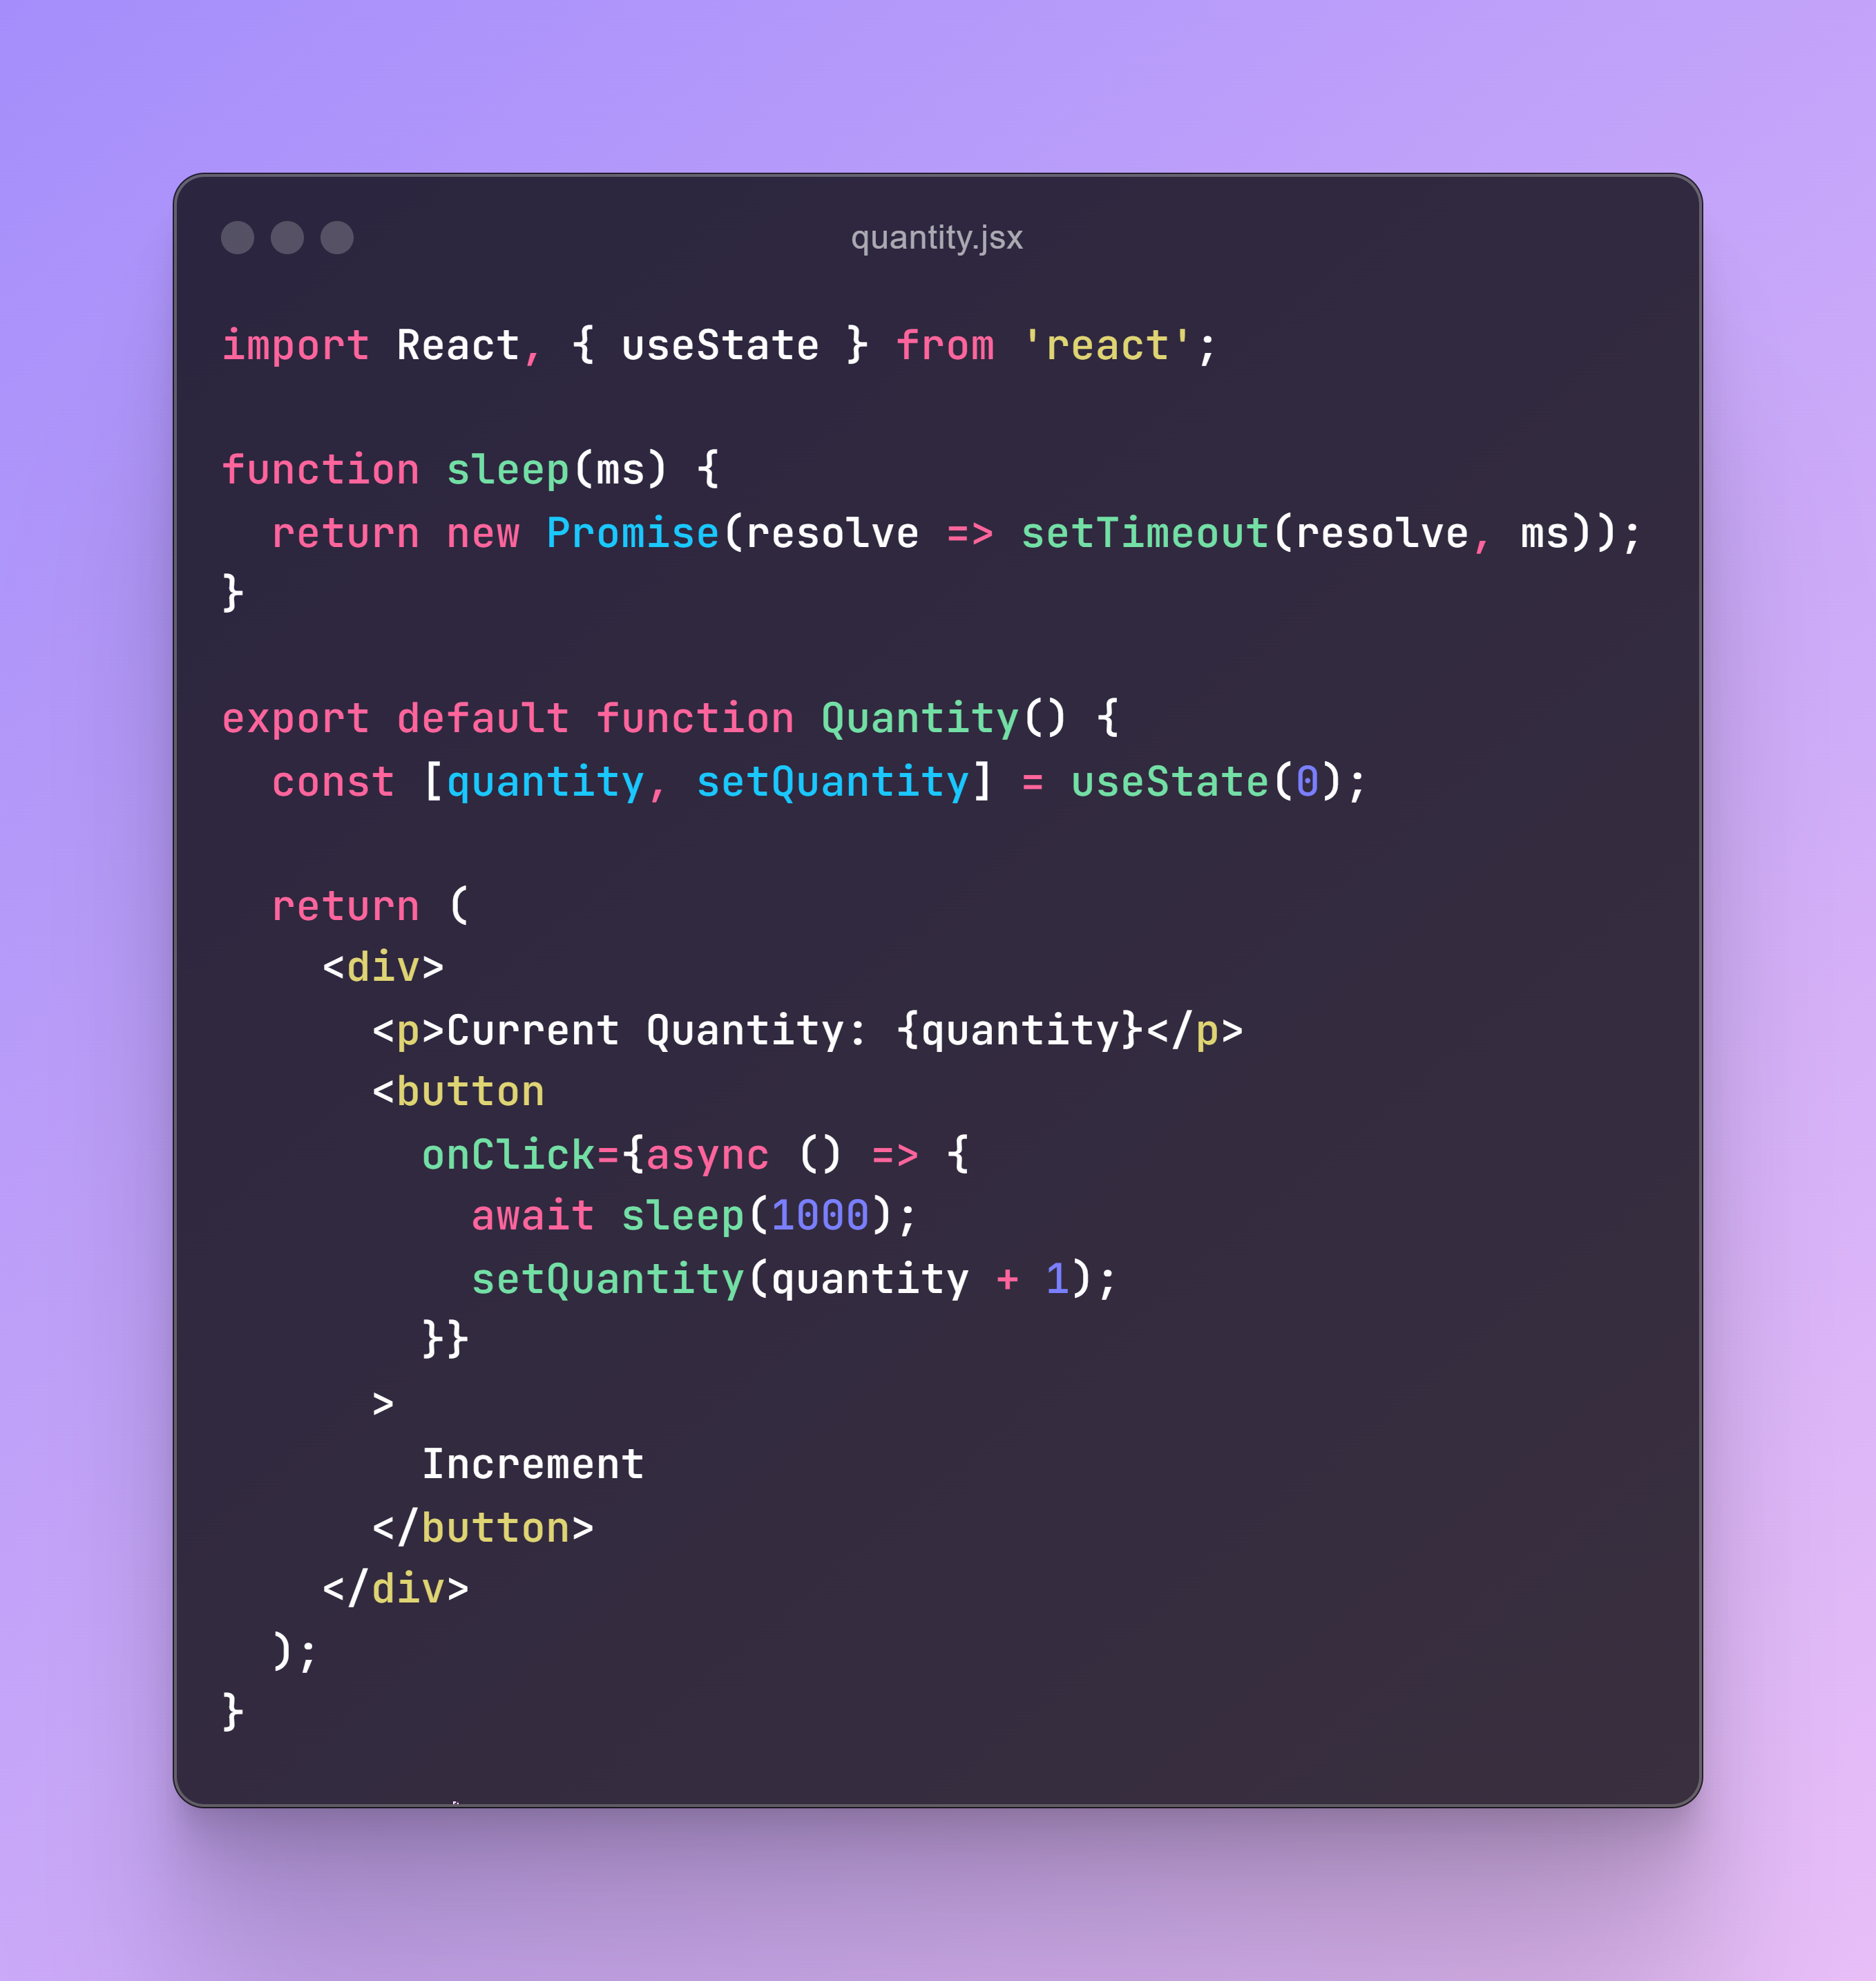 quantity.jsx
import React, { useState } from 'react';
function sleep(ms) {
  return new Promise(resolve => setTimeout(resolve, ms));
}
export default function Quantity() {
  const [quantity, setQuantity] = useState(0);
  return (
    <div>
      <p>Current Quantity: {quantity}</p>
      <button
        onClick={async () => {
          await sleep(1000);
          setQuantity(quantity + 1);
        }}
      >
        Increment
      </button>
    </div>
  );
}